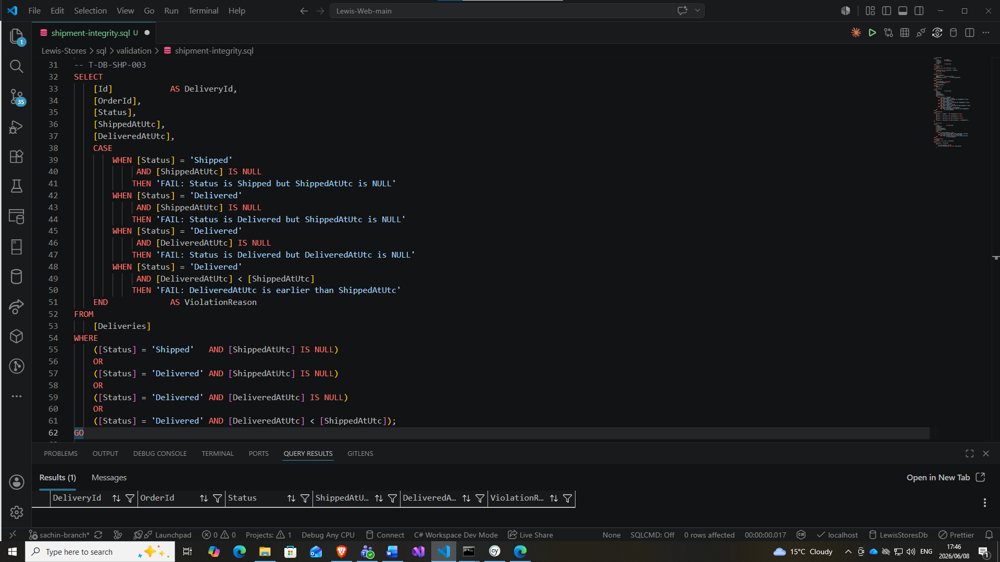 File Edit Selection View Go Run Terminal Help
Lewis-Web-main
shipment-integrity.sql U
Lewis-Stores > sql > validation > shipment-integrity.sql
31 -- T-DB-SHP-003
32 SELECT
33 [Id] AS DeliveryId,
34 [OrderId],
35 [Status],
36 [ShippedAtUtc],
37 [DeliveredAtUtc],
38 CASE
39 WHEN [Status] = 'Shipped'
40 AND [ShippedAtUtc] IS NULL
41 THEN 'FAIL: Status is Shipped but ShippedAtUtc is NULL'
42 WHEN [Status] = 'Delivered'
43 AND [ShippedAtUtc] IS NULL
44 THEN 'FAIL: Status is Delivered but ShippedAtUtc is NULL'
45 WHEN [Status] = 'Delivered'
46 AND [DeliveredAtUtc] IS NULL
47 THEN 'FAIL: Status is Delivered but DeliveredAtUtc is NULL'
48 WHEN [Status] = 'Delivered'
49 AND [DeliveredAtUtc] < [ShippedAtUtc]
50 THEN 'FAIL: DeliveredAtUtc is earlier than ShippedAtUtc'
51 END AS ViolationReason
52 FROM
53 [Deliveries]
54 WHERE
55 ([Status] = 'Shipped' AND [ShippedAtUtc] IS NULL)
56 OR
57 ([Status] = 'Delivered' AND [ShippedAtUtc] IS NULL)
58 OR
59 ([Status] = 'Delivered' AND [DeliveredAtUtc] IS NULL)
60 OR
61 ([Status] = 'Delivered' AND [DeliveredAtUtc] < [ShippedAtUtc]);
62 GO
1
35
PROBLEMS OUTPUT DEBUG CONSOLE TERMINAL PORTS QUERY RESULTS GITLENS
Results (1) Messages Open in New Tab
DeliveryId OrderId Status ShippedAtU... DeliveredA... ViolationR...
sachin-branch* Launchpad 0 0 Projects: 1 Debug Any CPU Connect C# Workspace Dev Mode Live Share None SQLCMD: Off 0 rows affected 00:00:00.017 localhost LewisStoresDb Prettier
Type here to search 15°C Cloudy ENG 17:46
2026/06/08 1